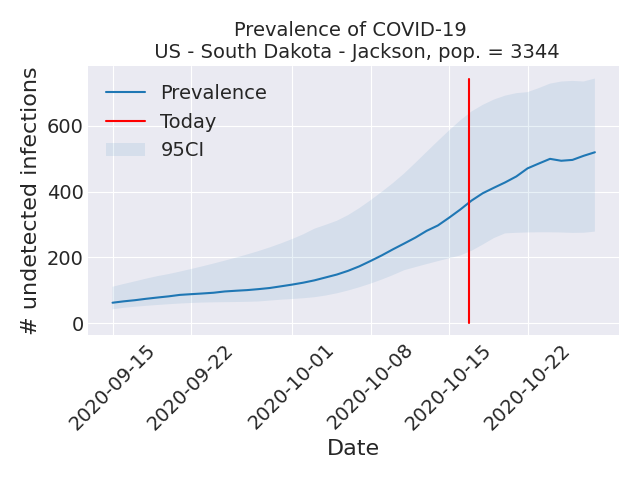 Prevalence of COVID-19
US - South Dakota - Jackson, pop. = 3344
# undetected infections
600
400
200
0
Prevalence
Today
95CI
2020-09-15
2020-09-22
2020-10-01
2020-10-08
2020-10-15
2020-10-22
Date